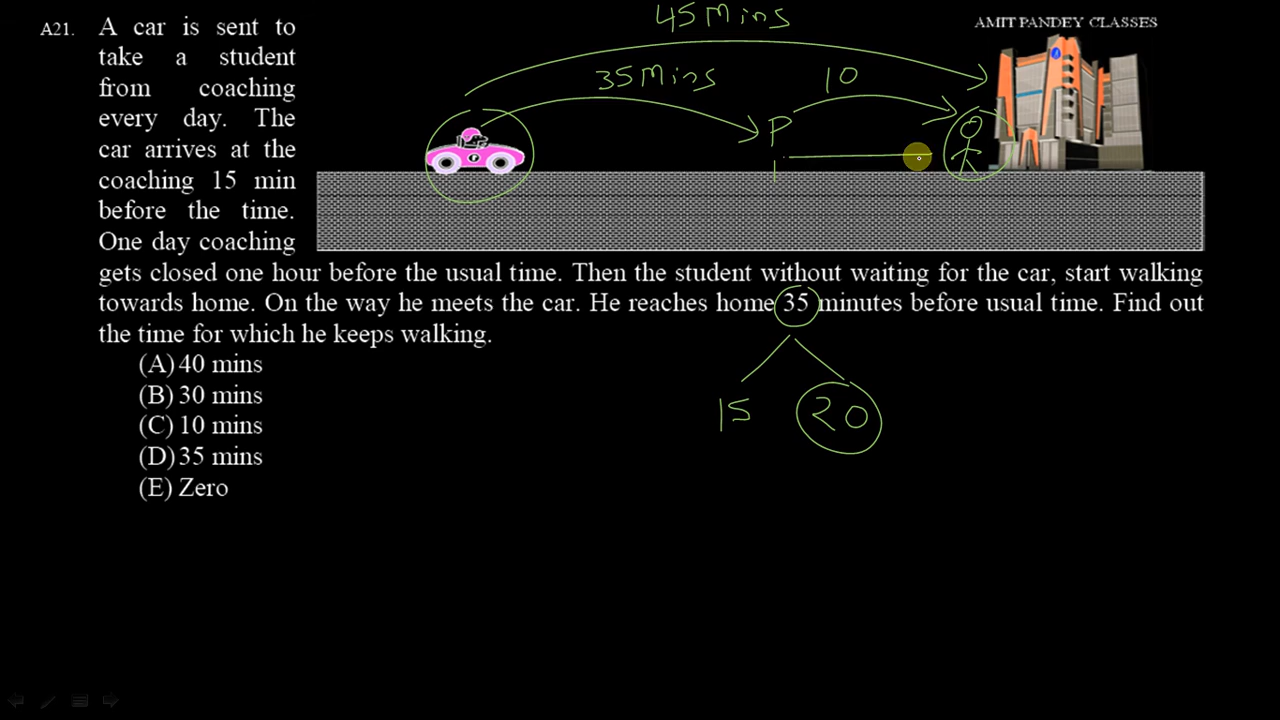 45 Mins
AMIT PANDEY CLASSES
35 Mins
10
P
A21. A car is sent to
take a student
from coaching
every day. The
car arrives at the
coaching 15 min
before the time.
One day coaching
gets closed one hour before the usual time. Then the student without waiting for the car, start walking
towards home. On the way he meets the car. He reaches home 35 minutes before usual time. Find out
the time for which he keeps walking.
(A) 40 mins
(B) 30 mins
(C) 10 mins
(D) 35 mins
(E) Zero
15 20